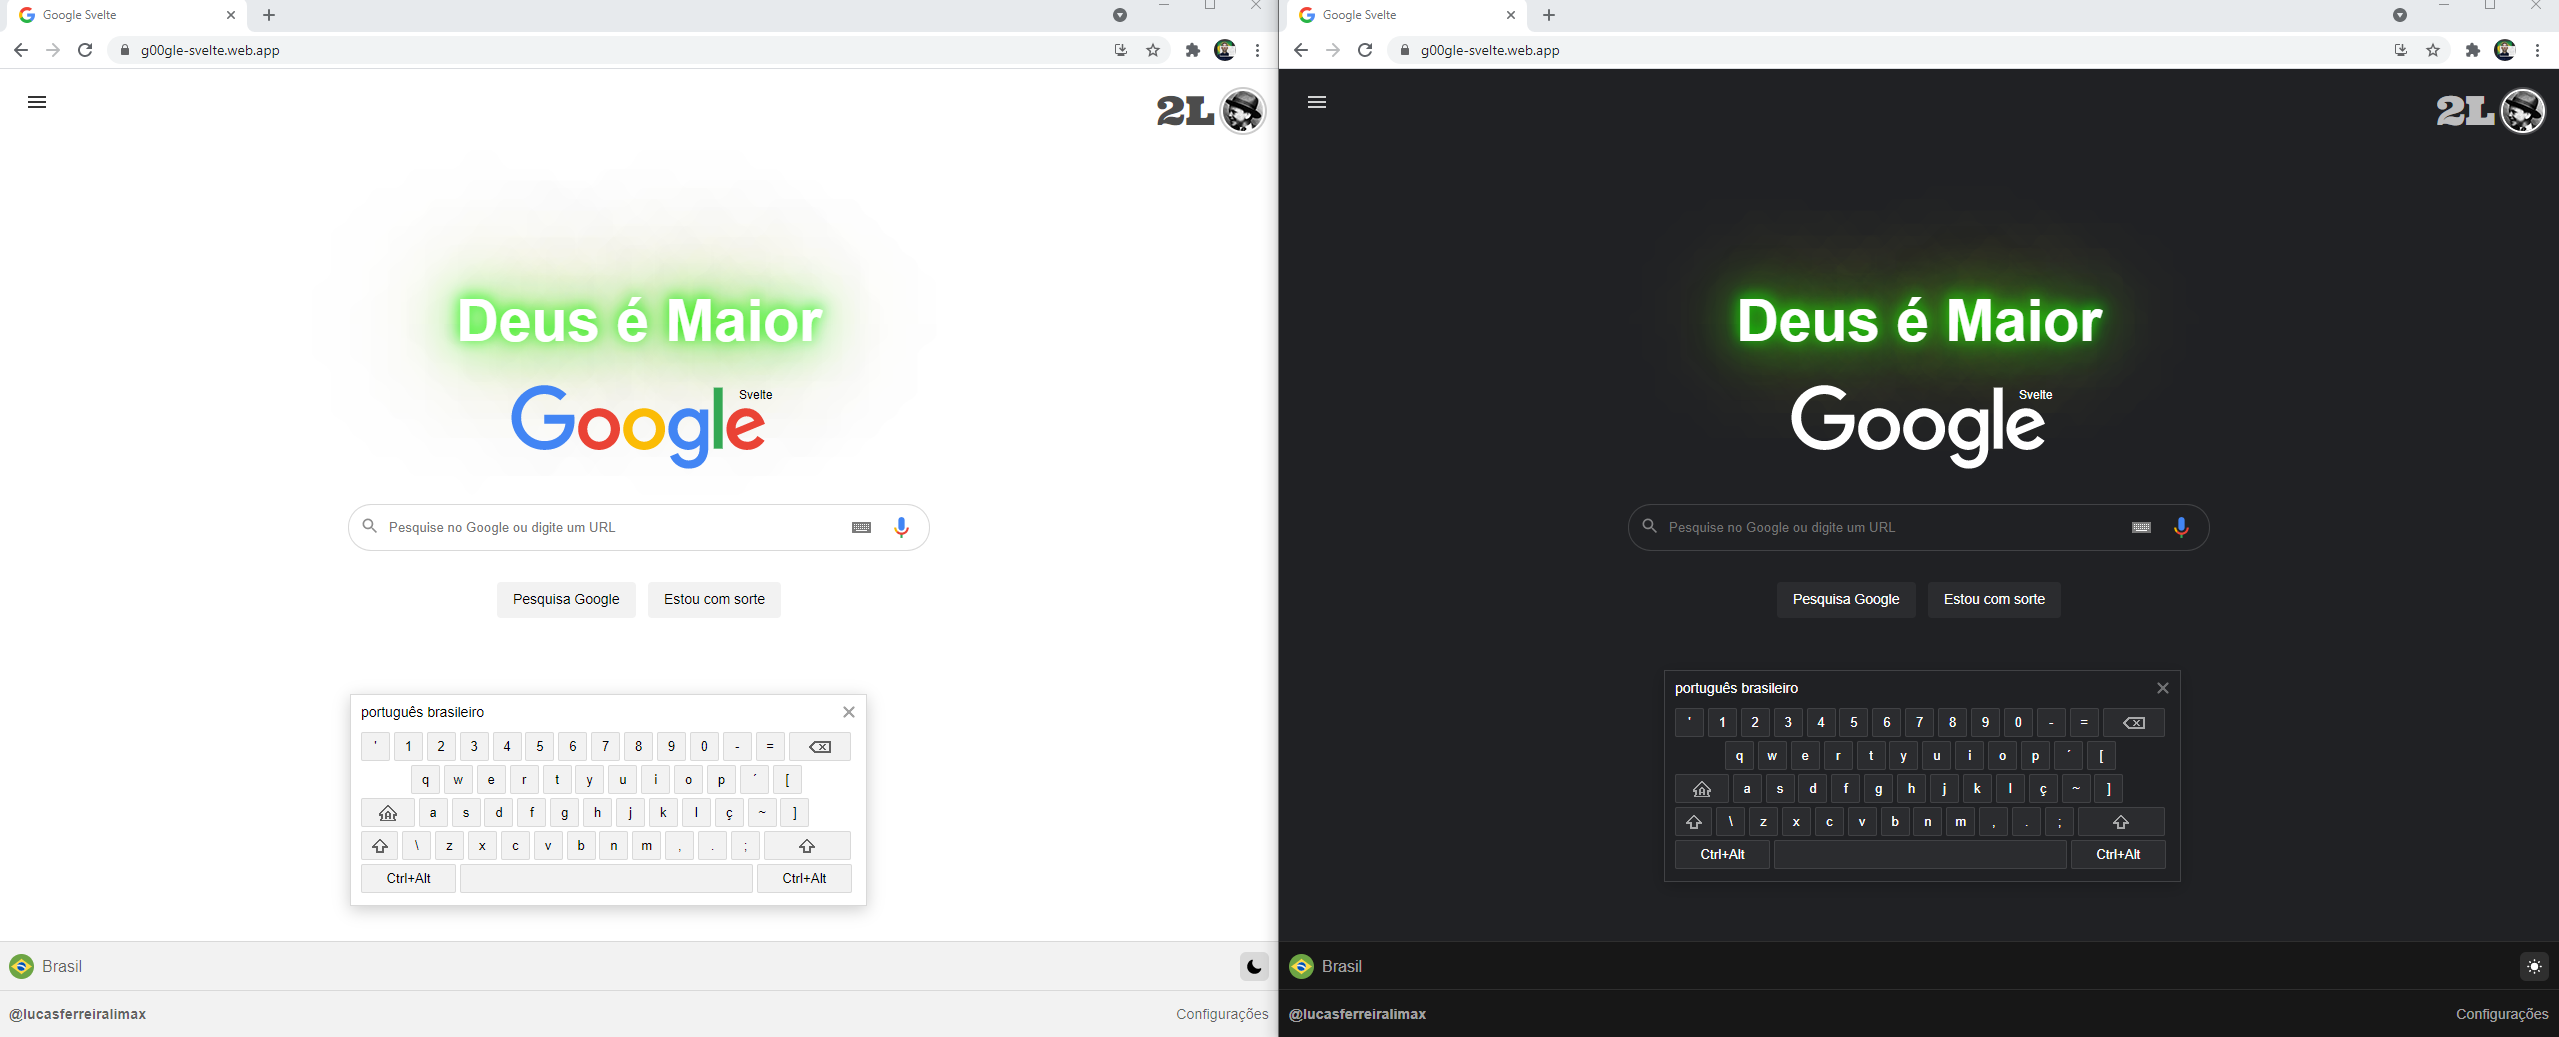 Google Svelte
g00gle-svelte.web.app
2L
Deus é Maior
Google Svelte
Pesquise no Google ou digite um URL
Pesquisa Google Estou com sorte
português brasileiro
' 1 2 3 4 5 6 7 8 9 0 - =
q w e r t y u i o p ´ [
a s d f g h j k l ç ~ ]
\ z x c v b n m , . ;
Ctrl+Alt Ctrl+Alt
Brasil
@lucasferreiralimax Configurações
Google Svelte
g00gle-svelte.web.app
2L
Deus é Maior
Google Svelte
Pesquise no Google ou digite um URL
Pesquisa Google Estou com sorte
português brasileiro
' 1 2 3 4 5 6 7 8 9 0 - =
q w e r t y u i o p ´ [
a s d f g h j k l ç ~ ]
\ z x c v b n m , . ;
Ctrl+Alt Ctrl+Alt
Brasil
@lucasferreiralimax Configurações